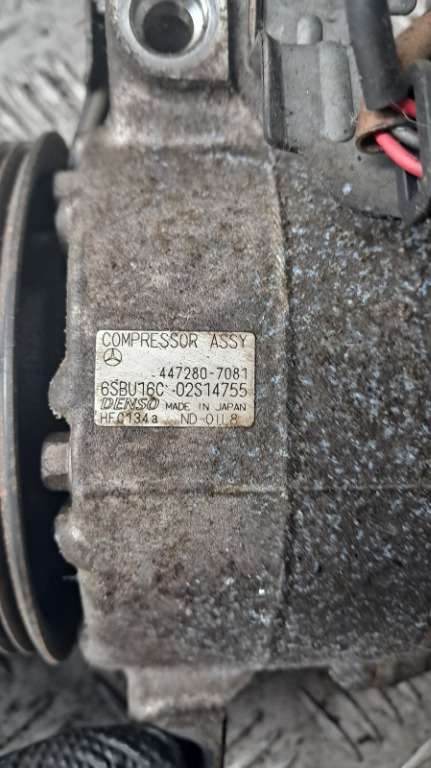 COMPRESSOR ASSY
447280-7081
6SBU16C 02S14755
DENSO MADE IN JAPAN
HFC134a ND-OIL8